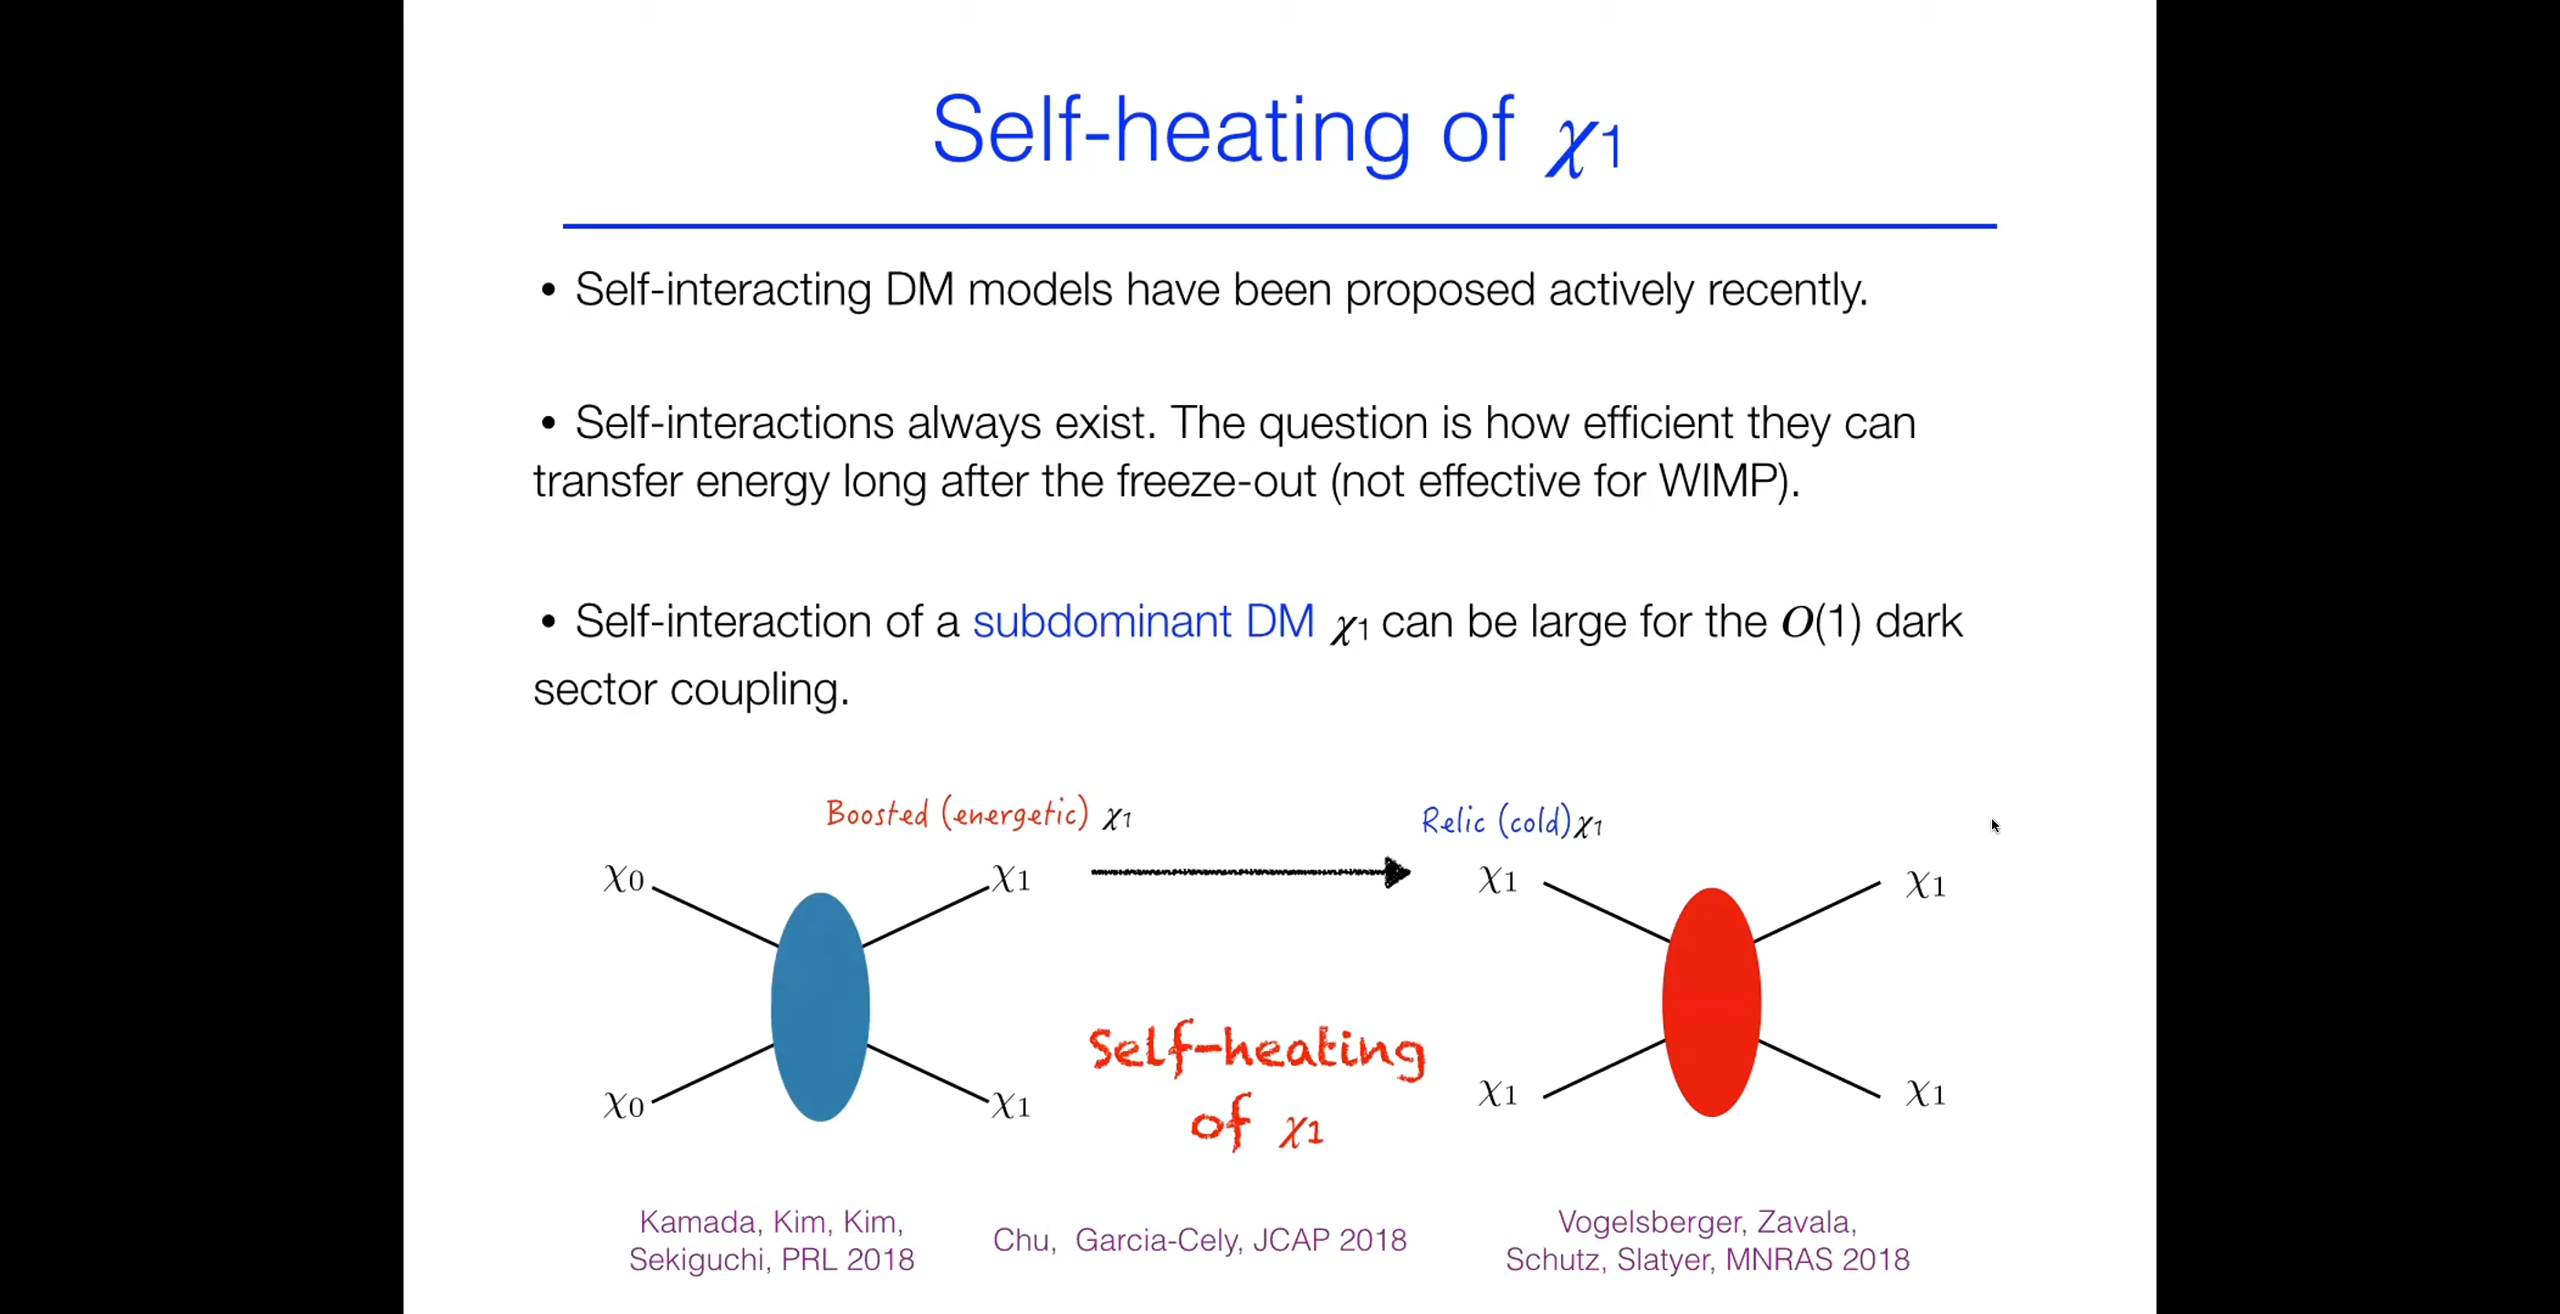 Self-heating of χ1
• Self-interacting DM models have been proposed actively recently.
• Self-interactions always exist. The question is how efficient they can
transfer energy long after the freeze-out (not effective for WIMP).
• Self-interaction of a subdominant DM χ1 can be large for the O(1) dark
sector coupling.
Boosted (energetic) χ1
Relic (cold) χ1
χ0
χ1
χ1
χ1
Self-heating
of χ1
χ0
χ1
χ1
χ1
Kamada, Kim, Kim,
Sekiguchi, PRL 2018
Chu, Garcia-Cely, JCAP 2018
Vogelsberger, Zavala,
Schutz, Slatyer, MNRAS 2018